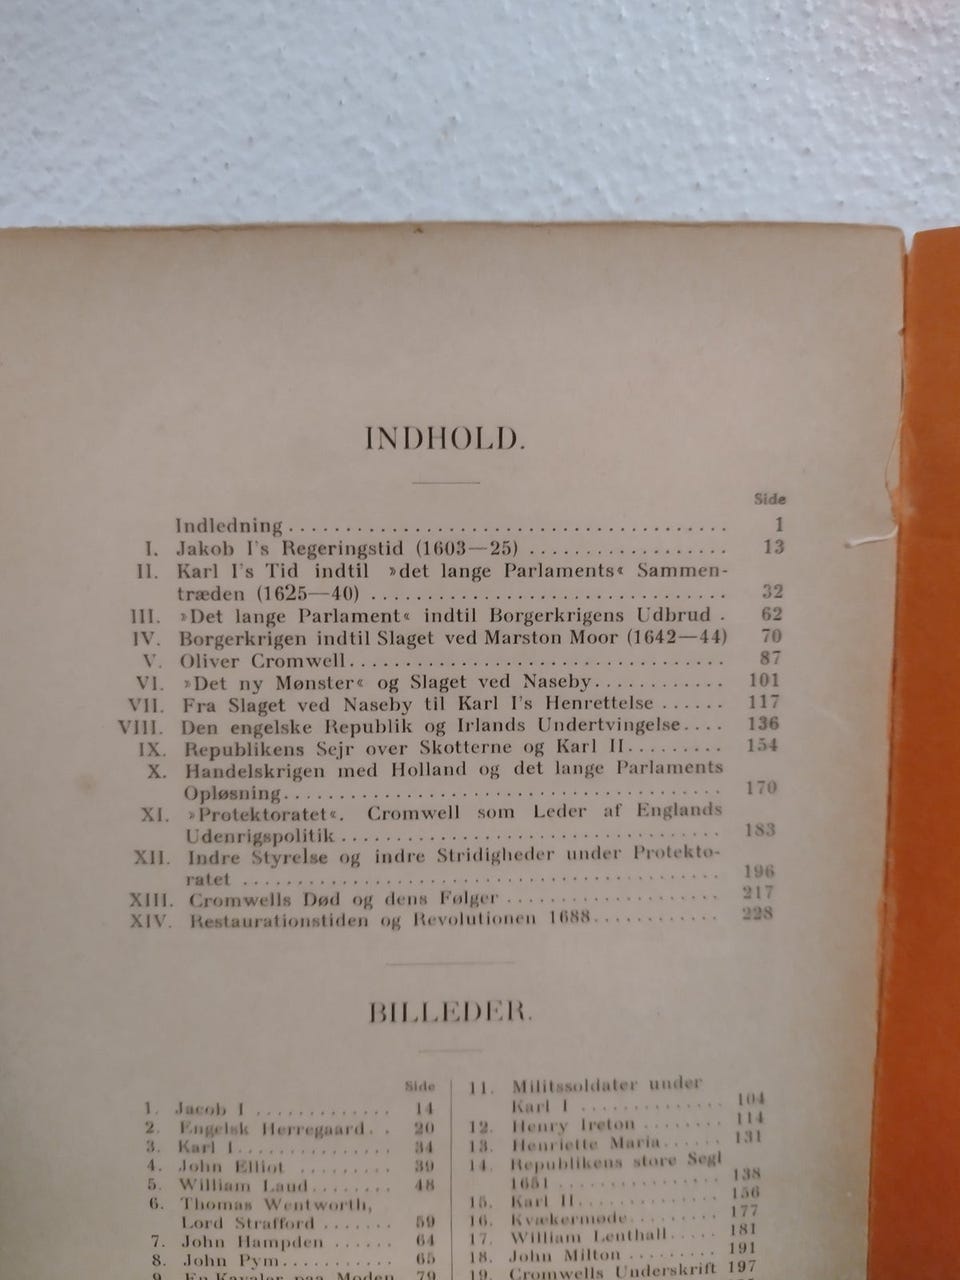 INDHOLD.
Side
Indledning ..................................... 1
I. Jakob I's Regeringstid (1603—25) .................. 13
II. Karl I's Tid indtil »det lange Parlaments« Sammen-
træden (1625—40) ............................... 32
III. »Det lange Parlament« indtil Borgerkrigens Udbrud . 62
IV. Borgerkrigen indtil Slaget ved Marston Moor (1642—44) 70
V. Oliver Cromwell.................................. 87
VI. »Det ny Mønster« og Slaget ved Naseby............ 101
VII. Fra Slaget ved Naseby til Karl I's Henrettelse ...... 117
VIII. Den engelske Republik og Irlands Undertvingelse.... 136
IX. Republikens Sejr over Skotterne og Karl II......... 154
X. Handelskrigen med Holland og det lange Parlaments
Opløsning....................................... 170
XI. »Protektoratet«. Cromwell som Leder af Englands
Udenrigspolitik .................................. 183
XII. Indre Styrelse og indre Stridigheder under Protekto-
ratet .......................................... 196
XIII. Cromwells Død og dens Følger ................... 217
XIV. Restaurationstiden og Revolutionen 1688............ 228
BILLEDER.
Side
1. Jacob I ............. 14
2. Engelsk Herregaard. . 20
3. Karl I............... 34
4. John Elliot ......... 39
5. William Laud........ 48
6. Thomas Wentworth,
Lord Strafford ....... 59
7. John Hampden ...... 64
8. John Pym........... 65
9. En Kavaler paa Moden 79
11. Militssoldater under
Karl I ............. 104
12. Henry Ireton ........ 114
13. Henriette Maria...... 131
14. Republikens store Segl
1651 ............... 138
15. Karl II.............. 156
16. Kvækermøde......... 177
17. William Lenthall..... 181
18. John Milton ......... 191
19. Cromwells Underskrift 197